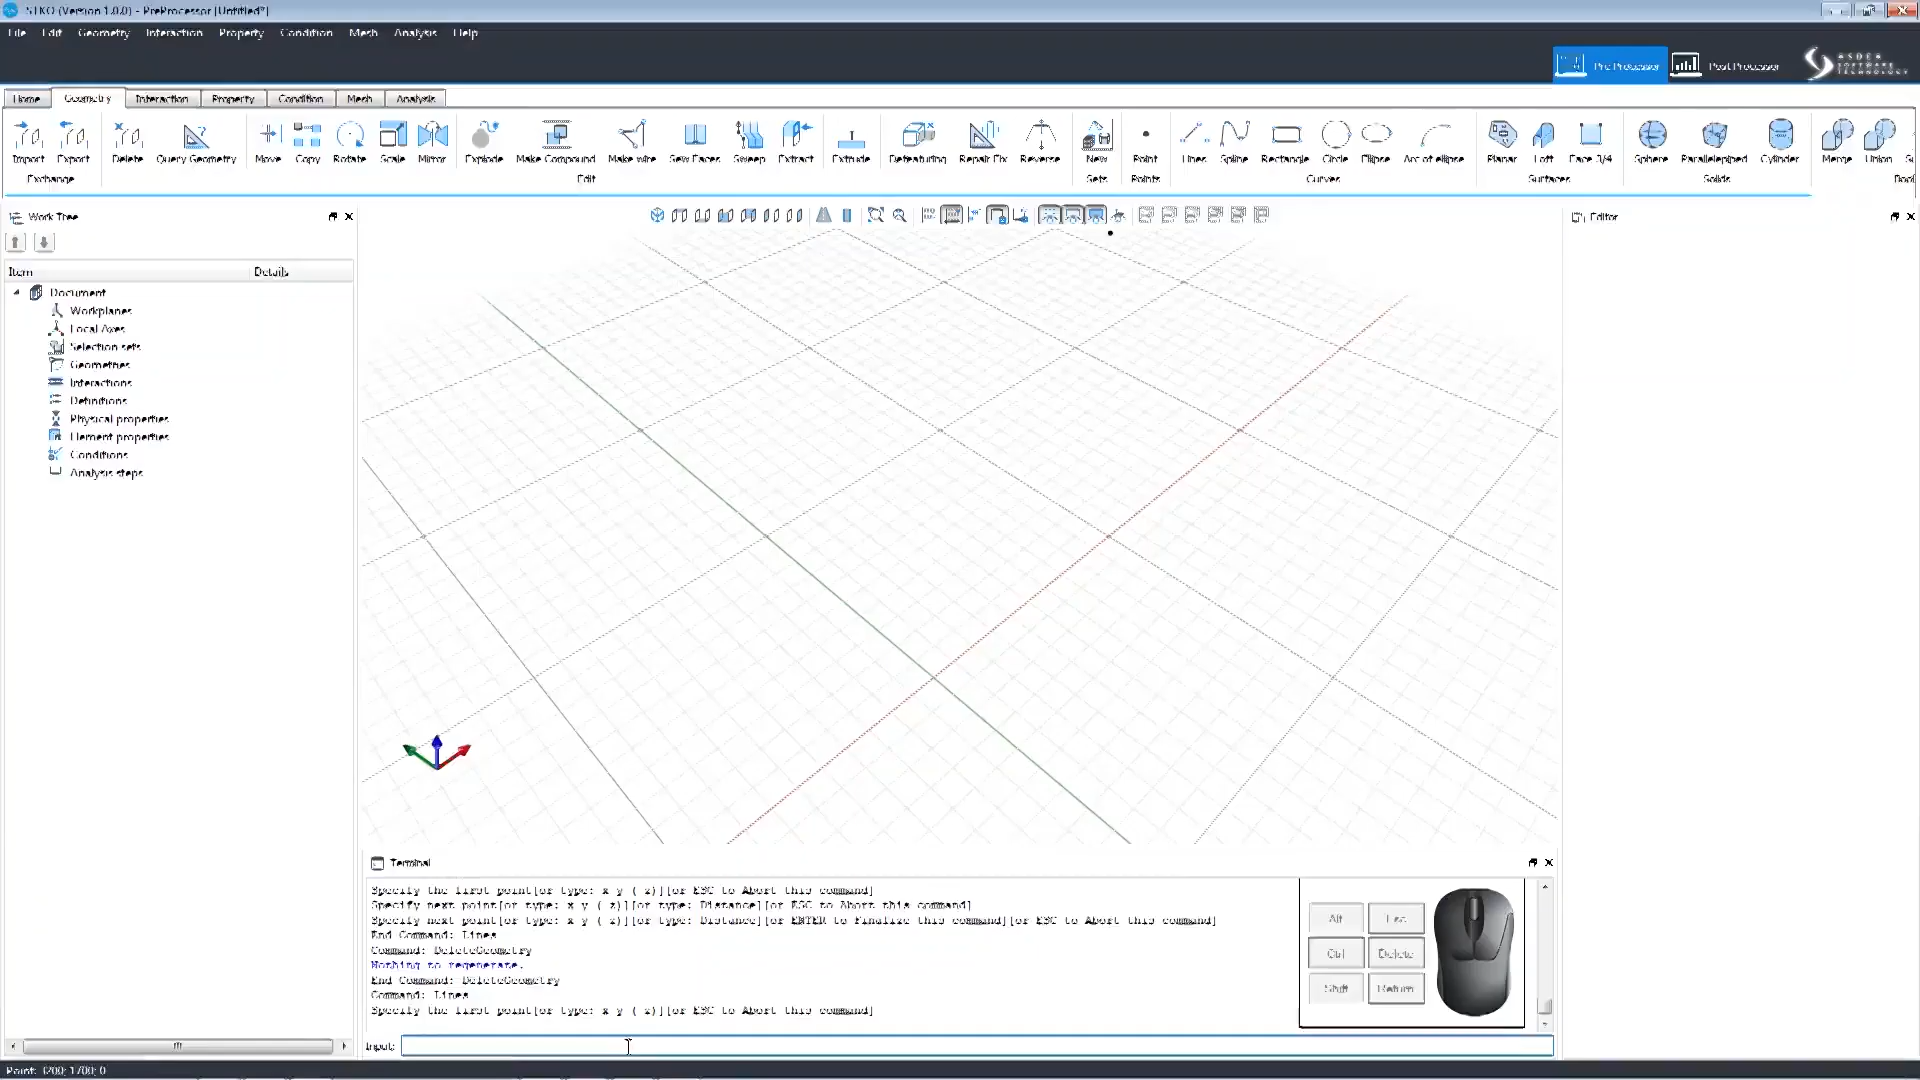 STKO (Version 1.0.0) - PreProcessor [Untitled*]
File Edit Geometry Interaction Property Condition Mesh Analysis Help
Pre Processor Post Processor
ASDEA SOFTWARE TECHNOLOGY
Home Geometry Interaction Property Condition Mesh Analysis
Import Export Delete Query Geometry Move Copy Rotate Scale Mirror Explode Make Compound Make wire Sew Faces Sweep Extract Extrude Defeaturing Repair Fix Reverse New Point Lines Spline Rectangle Circle Ellipse Arc of ellipse Planar Loft Face 3/4 Sphere Parallelepiped Cylinder Merge Union
Exchange Edit Sets Points Curves Surfaces Solids
Work Tree
Editor
Item Details
Document
Workplanes
Local Axes
Selection sets
Geometries
Interactions
Definitions
Physical properties
Element properties
Conditions
Analysis steps
Terminal
Specify the first point[or type: x y ( z)][or ESC to Abort this command]
Specify next point[or type: x y ( z)][or type: Distance][or ESC to Abort this command]
Specify next point[or type: x y ( z)][or type: Distance][or ENTER to Finalize this command][or ESC to Abort this command]
End Command: Lines
Command: DeleteGeometry
Nothing to regenerate.
End Command: DeleteGeometry
Command: Lines
Specify the first point[or type: x y ( z)][or ESC to Abort this command]
Alt Esc
Ctrl Delete
Shift Return
Input:
Point: (200; 1700; 0